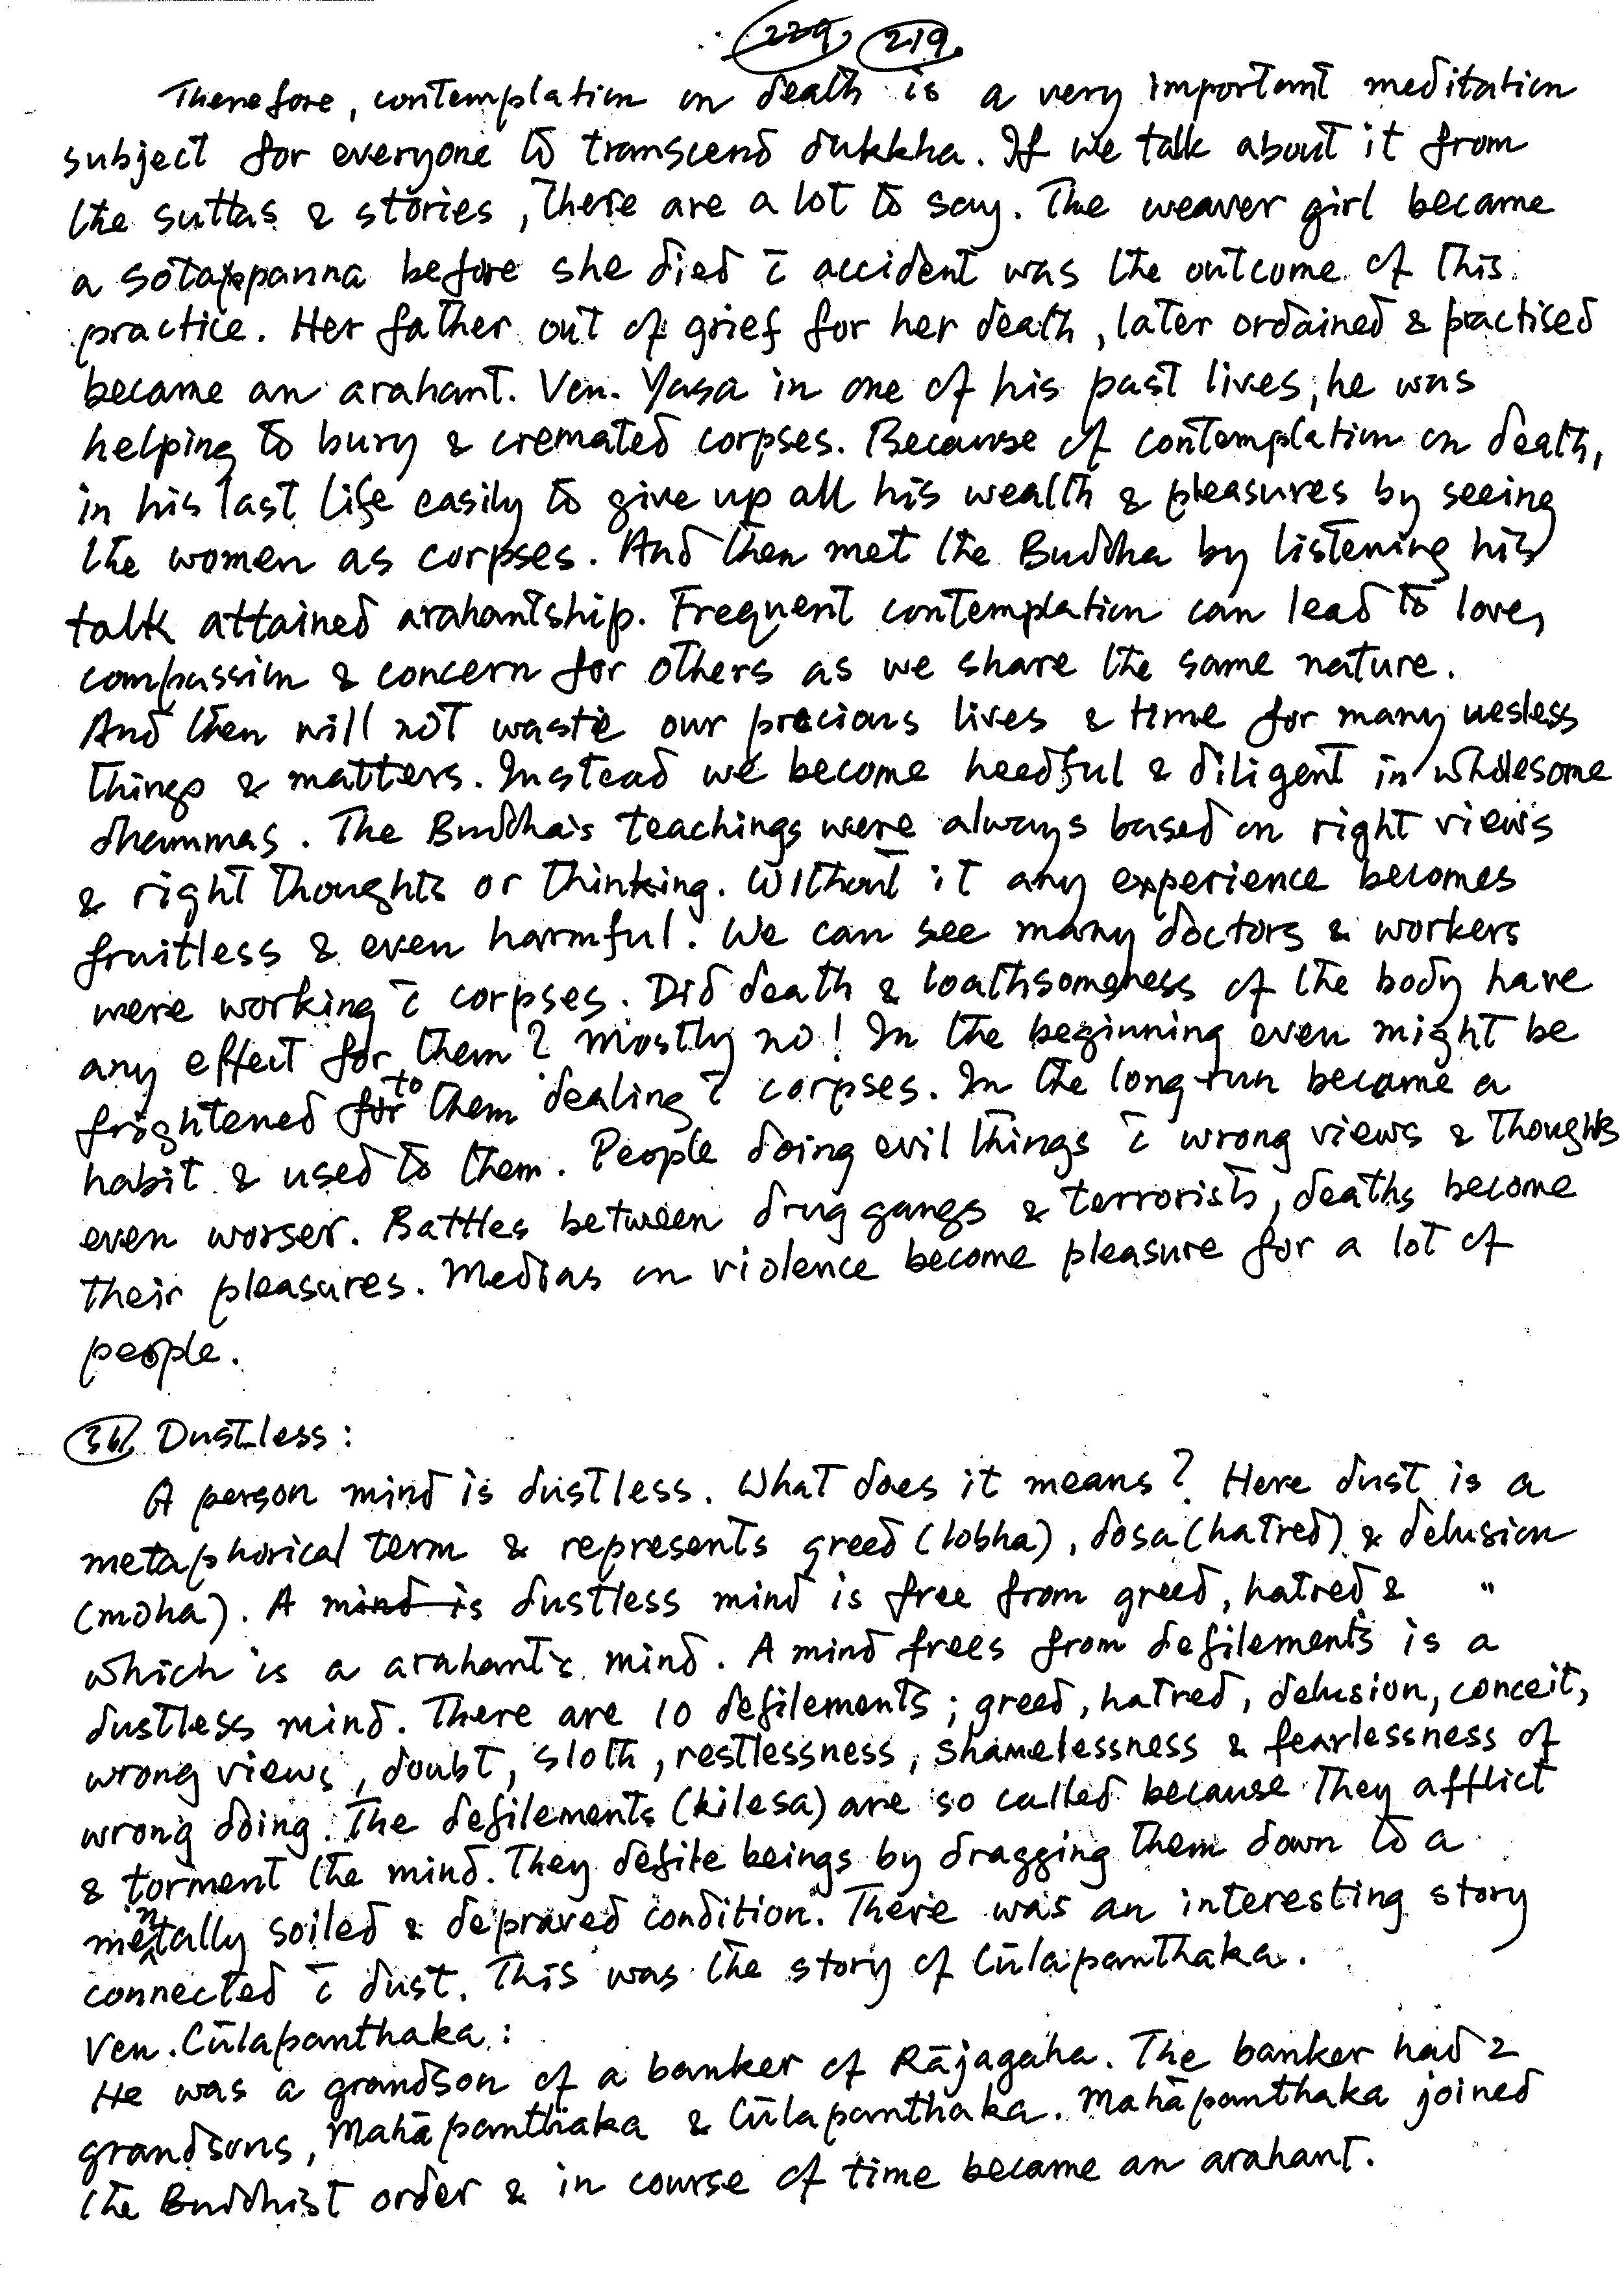 229 219.
Therefore, contemplation on death is a very important meditation
subject for everyone to transcend dukkha. If we talk about it from
the suttas & stories, there are a lot to say. The weaver girl became
a sotāppanna before she died c̄ accident was the outcome of this
practice. Her father out of grief for her death, later ordained & practised
became an arahant. Ven. Yasa in one of his past lives, he was
helping to bury & cremated corpses. Because of contemplation on death,
in his last life easily to give up all his wealth & pleasures by seeing
the women as corpses. And then met the Buddha by listening his
talk attained arahantship. Frequent contemplation can lead to love,
compassion & concern for others as we share the same nature.
And then will not waste our precious lives & time for many uesless
things & matters. Instead we become heedful & diligent in wholesome
dhammas. The Buddha's teachings were always based on right views
& right thoughts or thinking. Without it any experience becomes
fruitless & even harmful. We can see many doctors & workers
were working c̄ corpses. Did death & loathsomeness of the body have
any effect for them? Mostly no! In the beginning even might be
frightened for to them dealing c̄ corpses. In the long run became a
habit & used to them. People doing evil things c̄ wrong views & thoughts
even worser. Battles between drug gangs & terrorists, deaths become
their pleasures. Medias on violence become pleasure for a lot of
people.
36, Dustless:
A person mind is dustless. What does it means? Here dust is a
metaphorical term & represents greed (lobha), dosa (hatred) & delusion
(moha). A mind is dustless mind is free from greed, hatred & "
which is a arahant's mind. A mind frees from defilements is a
dustless mind. There are 10 defilements; greed, hatred, delusion, conceit,
wrong views, doubt, sloth, restlessness, shamelessness & fearlessness of
wrong doing. The defilements (kilesa) are so called because they afflict
& torment the mind. They defile beings by dragging them down to a
mentally soiled & depraved condition. There was an interesting story
connected c̄ dust. This was the story of Cūlapanthaka.
Ven. Cūlapanthaka:
He was a grandson of a banker of Rājagaha. The banker had 2
grandsons, Mahāpanthaka & Cūlapanthaka. Mahāpanthaka joined
the Buddhist order & in course of time became an arahant.